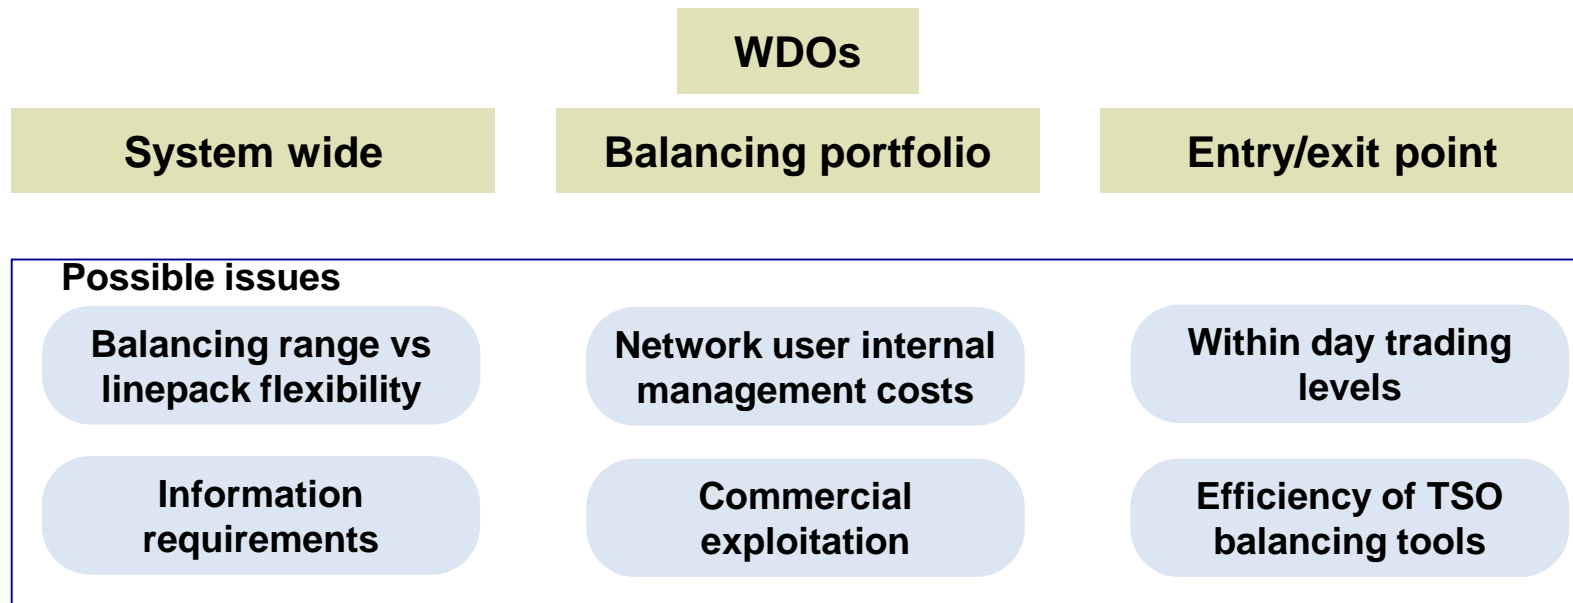 WDOs
System wide
Balancing portfolio
Entry/exit point
Possible issues
Balancing range vs
linepack flexibility
Network user internal
management costs
Within day trading
levels
Information
requirements
Commercial
exploitation
Efficiency of TSO
balancing tools